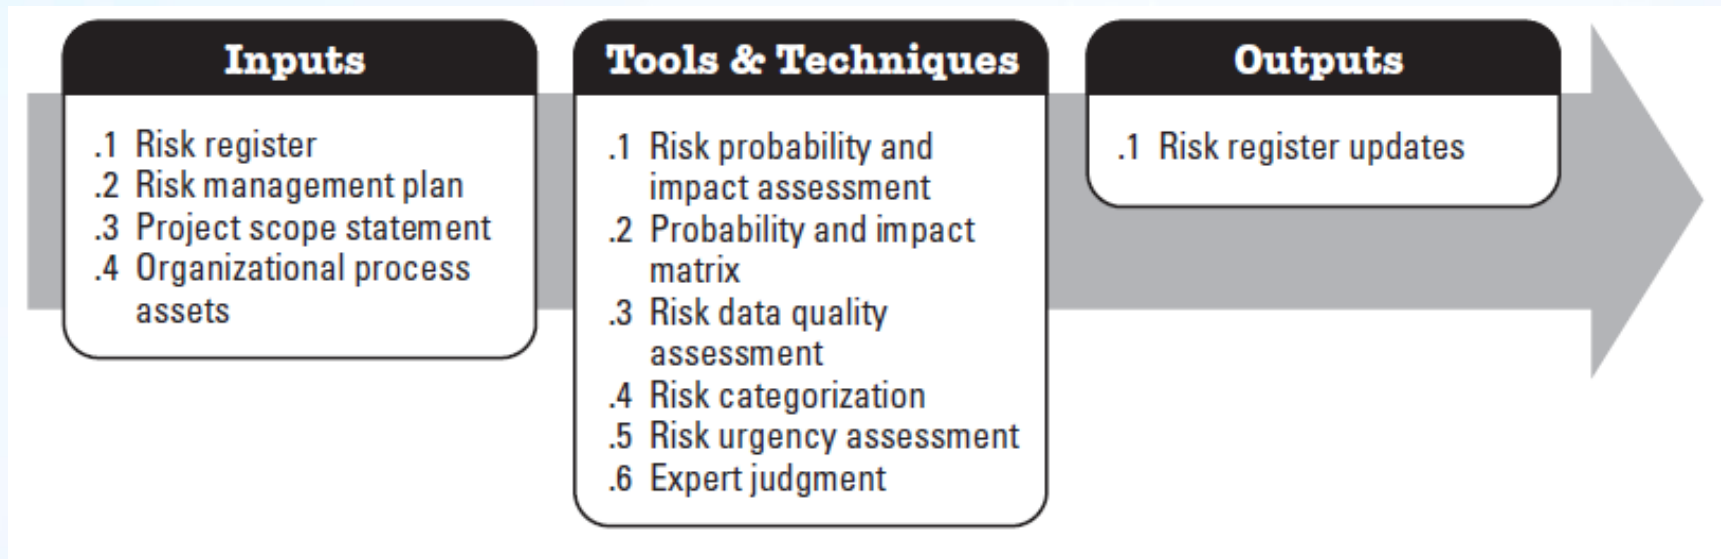 Inputs
.1 Risk register
.2 Risk management plan
.3 Project scope statement
.4 Organizational process
assets
Tools & Techniques
.1 Risk probability and
impact assessment
.2 Probability and impact
matrix
.3 Risk data quality
assessment
.4 Risk categorization
.5 Risk urgency assessment
.6 Expert judgment
Outputs
.1 Risk register updates